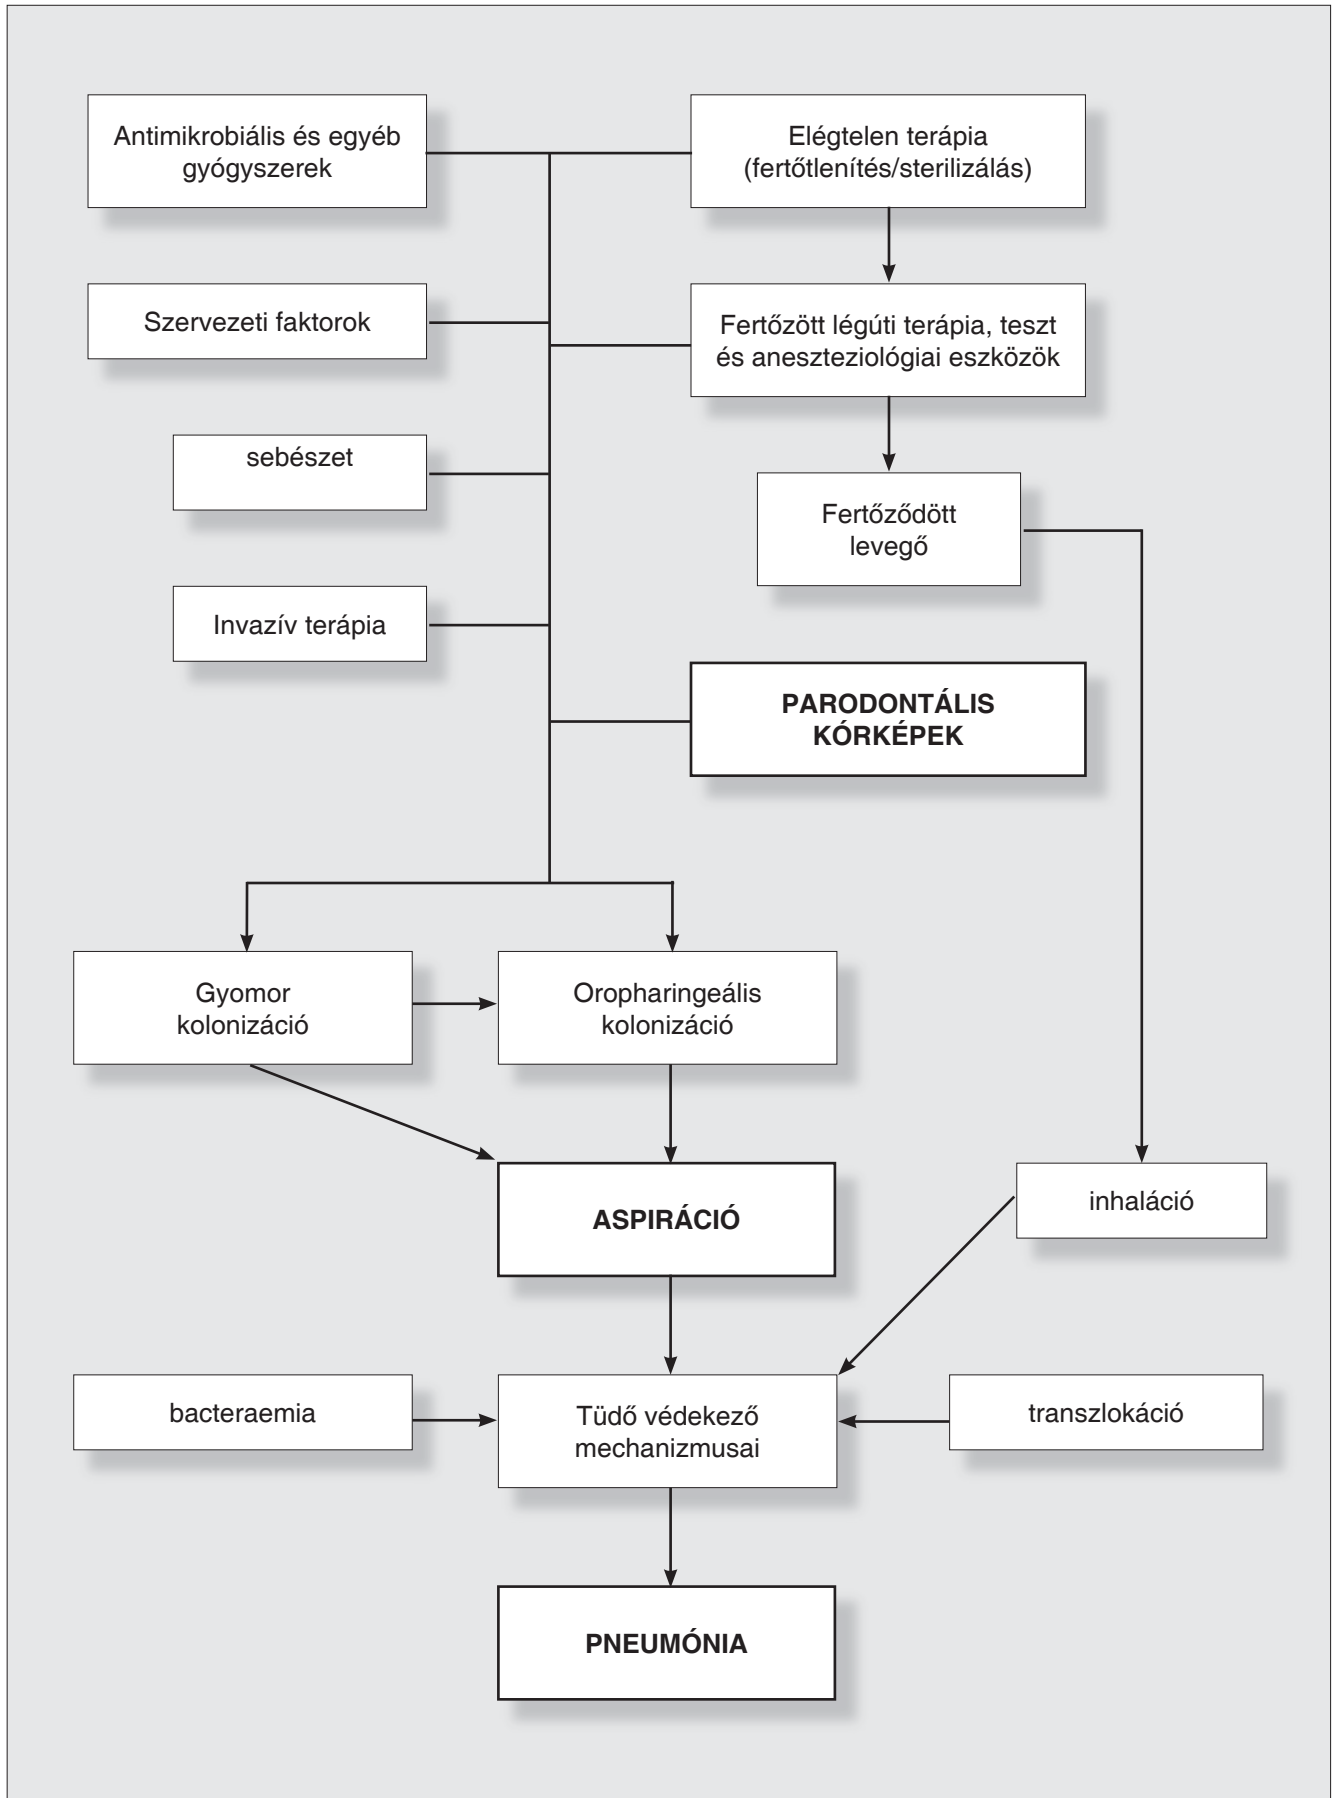 Antimikrobiális és egyéb
gyógyszerek
Elégtelen terápia
(fertőtlenítés/sterilizálás)
Szervezeti faktorok
Fertőzött légúti terápia, teszt
és aneszteziológiai eszközök
sebészet
Fertőződött
levegő
Invazív terápia
PARODONTÁLIS
KÓRKÉPEK
Gyomor
kolonizáció
Oropharingeális
kolonizáció
ASPIRÁCIÓ
inhaláció
bacteraemia
Tüdő védekező
mechanizmusai
transzlokáció
PNEUMÓNIA